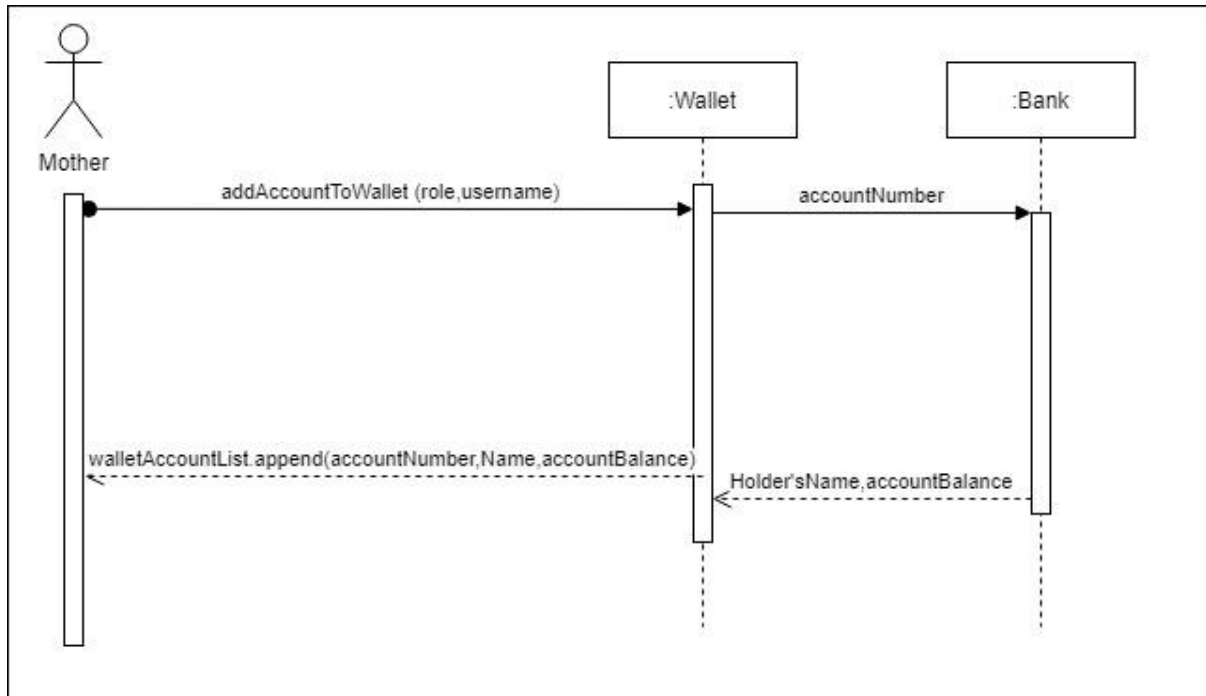 :Wallet
:Bank
Mother
addAccountToWallet (role,username)
accountNumber
walletAccountList.append(accountNumber,Name,accountBalance)
Holder'sName,accountBalance